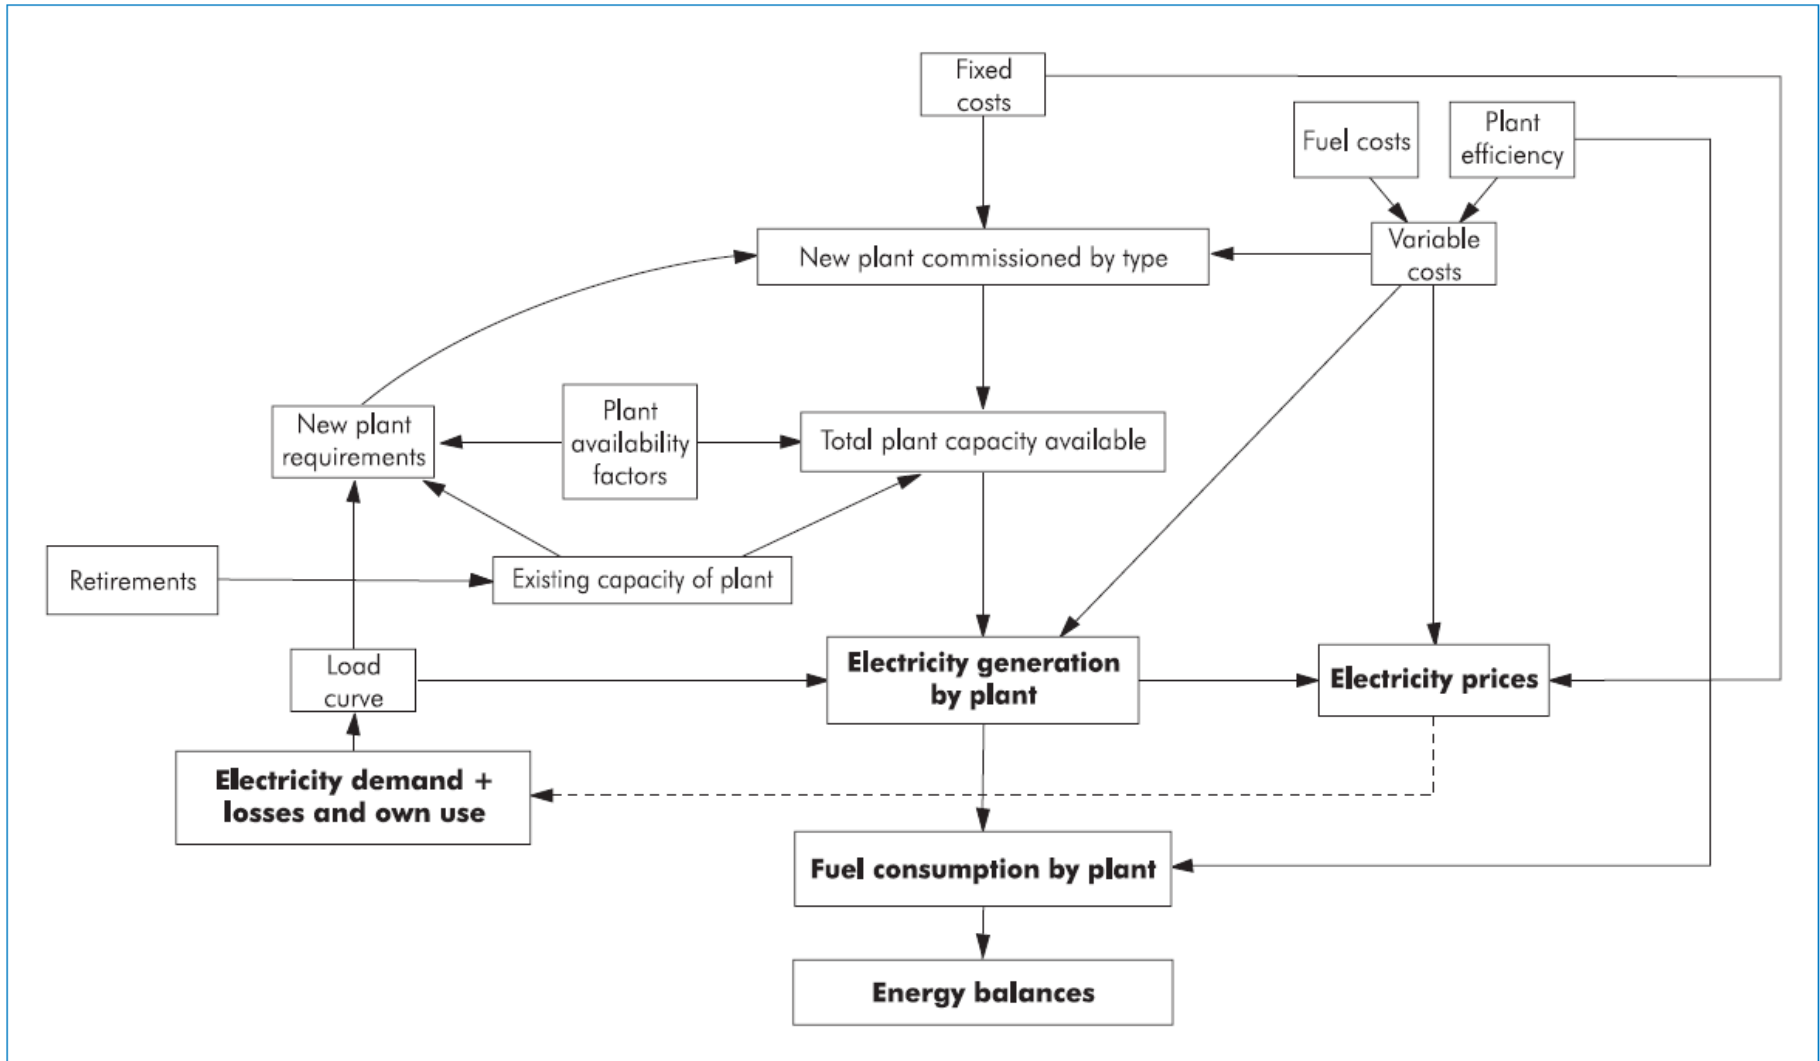 Fixed
costs
Fuel costs
Plant
efficiency
New plant commissioned by type
Variable
costs
New plant
requirements
Plant
availability
factors
Total plant capacity available
Retirements
Existing capacity of plant
Load
curve
Electricity generation
by plant
Electricity prices
Electricity demand +
losses and own use
Fuel consumption by plant
Energy balances